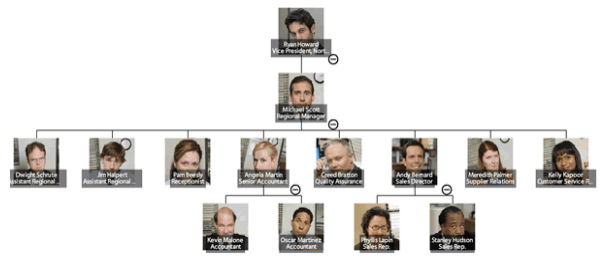 Ryan Howard
Vice President, Nort...
Michael Scott
Regional Manager
Dwight Schrute
Assistant Regional ...
Jim Halpert
Assistant Regional ...
Pam Beesly
Receptionist
Angela Martin
Senior Accountant
Creed Bratton
Quality Assurance
Andy Bernard
Sales Director
Meredith Palmer
Supplier Relations
Kelly Kapoor
Customer Service R...
Kevin Malone
Accountant
Oscar Martinez
Accountant
Phyllis Lapin
Sales Rep.
Stanley Hudson
Sales Rep.